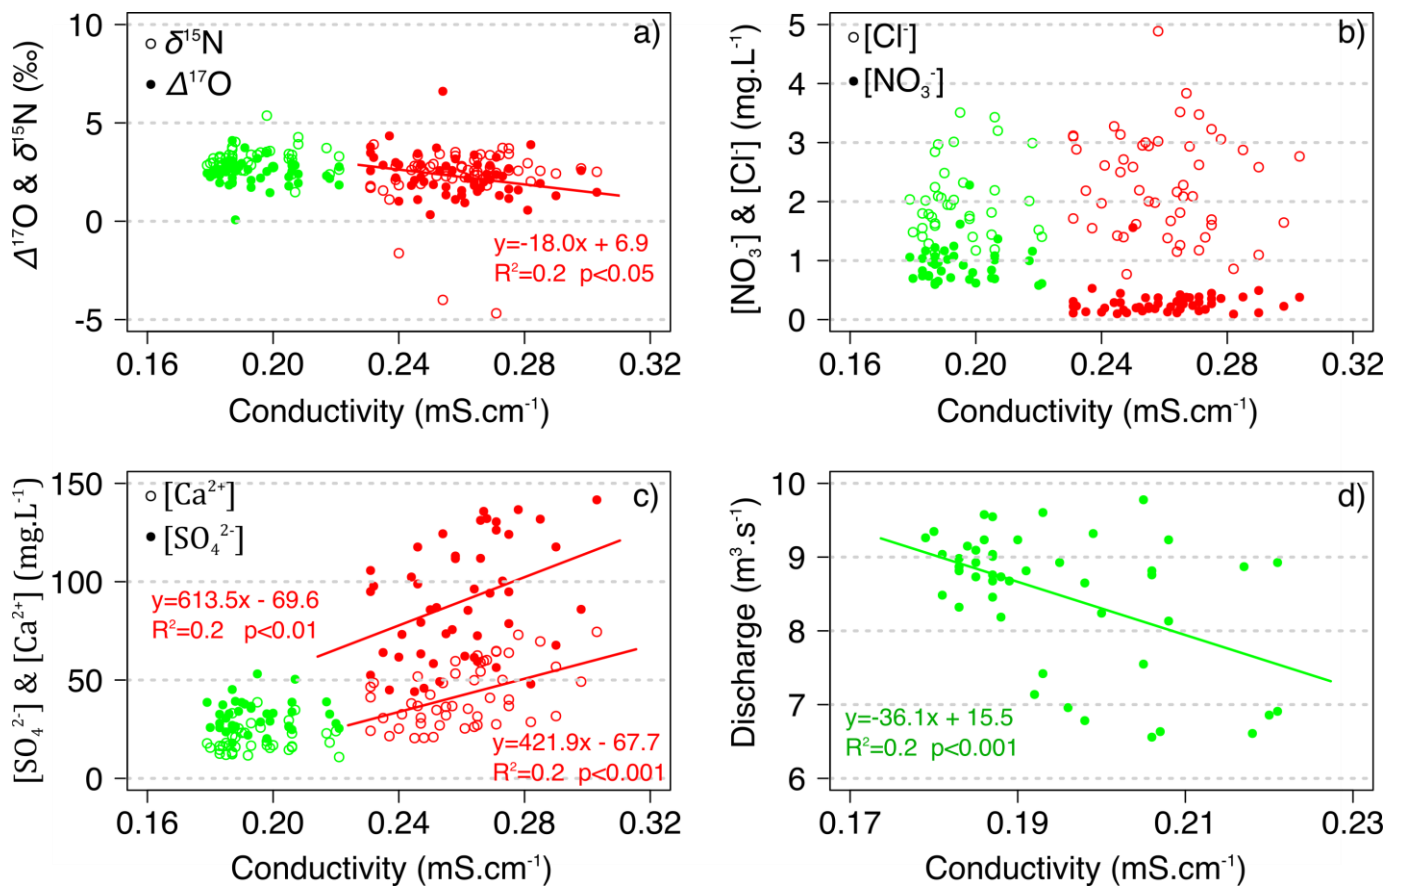 10
5
0
-5
Δ¹⁷O & δ¹⁵N (‰)
δ¹⁵N
Δ¹⁷O
a)
y=-18.0x + 6.9
R²=0.2 p<0.05
0.16 0.20 0.24 0.28 0.32
Conductivity (mS.cm⁻¹)
5
4
3
2
1
0
[NO₃⁻] & [Cl⁻] (mg.L⁻¹)
[Cl⁻]
[NO₃⁻]
b)
0.16 0.20 0.24 0.28 0.32
Conductivity (mS.cm⁻¹)
150
100
50
0
[SO₄²⁻] & [Ca²⁺] (mg.L⁻¹)
[Ca²⁺]
[SO₄²⁻]
c)
y=613.5x - 69.6
R²=0.2 p<0.01
y=421.9x - 67.7
R²=0.2 p<0.001
0.16 0.20 0.24 0.28 0.32
Conductivity (mS.cm⁻¹)
10
9
8
7
6
Discharge (m³.s⁻¹)
d)
y=-36.1x + 15.5
R²=0.2 p<0.001
0.17 0.19 0.21 0.23
Conductivity (mS.cm⁻¹)